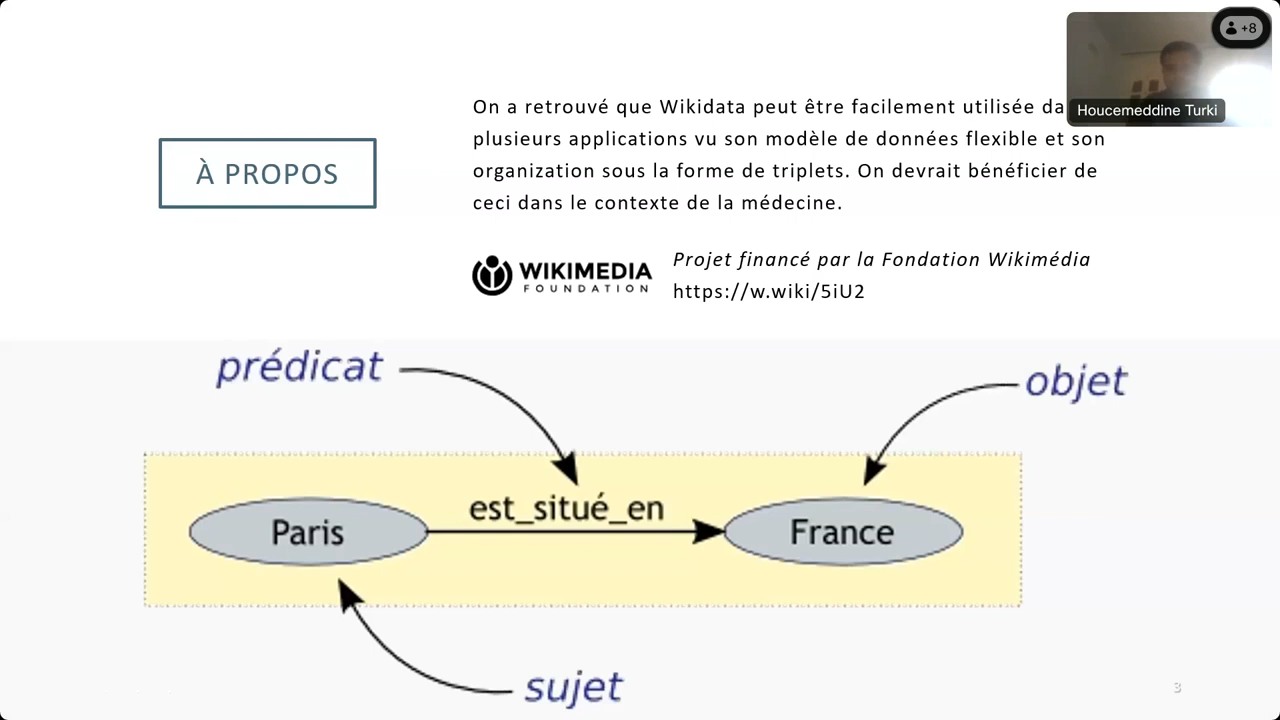 +8
Houcemeddine Turki
À PROPOS
On a retrouvé que Wikidata peut être facilement utilisée
plusieurs applications vu son modèle de données flexible et son
organization sous la forme de triplets. On devrait bénéficier de
ceci dans le contexte de la médecine.
WIKIMEDIA
FOUNDATION
Projet financé par la Fondation Wikimédia
https://w.wiki/5iU2
prédicat
objet
est_situé_en
Paris
France
sujet
3